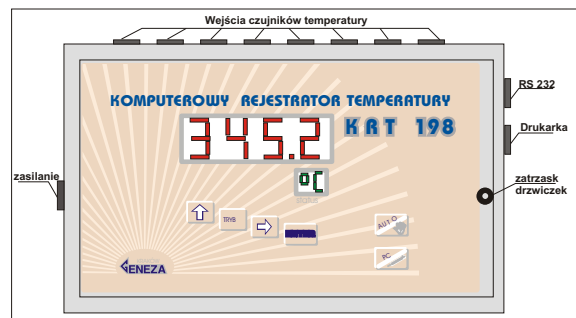 Wejścia czujników temperatury
KOMPUTEROWY REJESTRATOR TEMPERATURY
345.2
KRT 198
°C
RS 232
Drukarka
zasilanie
zatrzask
drzwiczek
TRYB
AUTO
PC
GENEZA